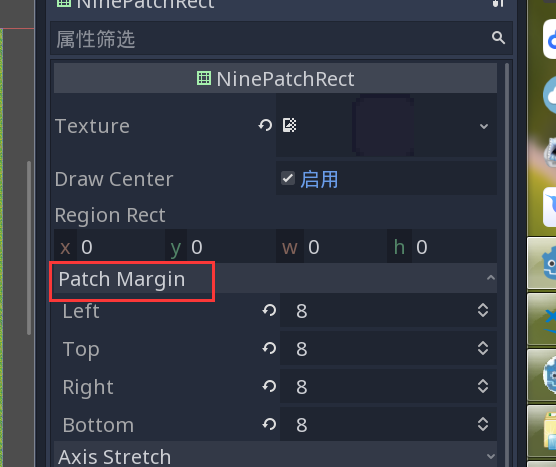 NinePatchRect
属性筛选
NinePatchRect
Texture
Draw Center 启用
Region Rect
x 0 y 0 w 0 h 0
Patch Margin
Left 8
Top 8
Right 8
Bottom 8
Axis Stretch